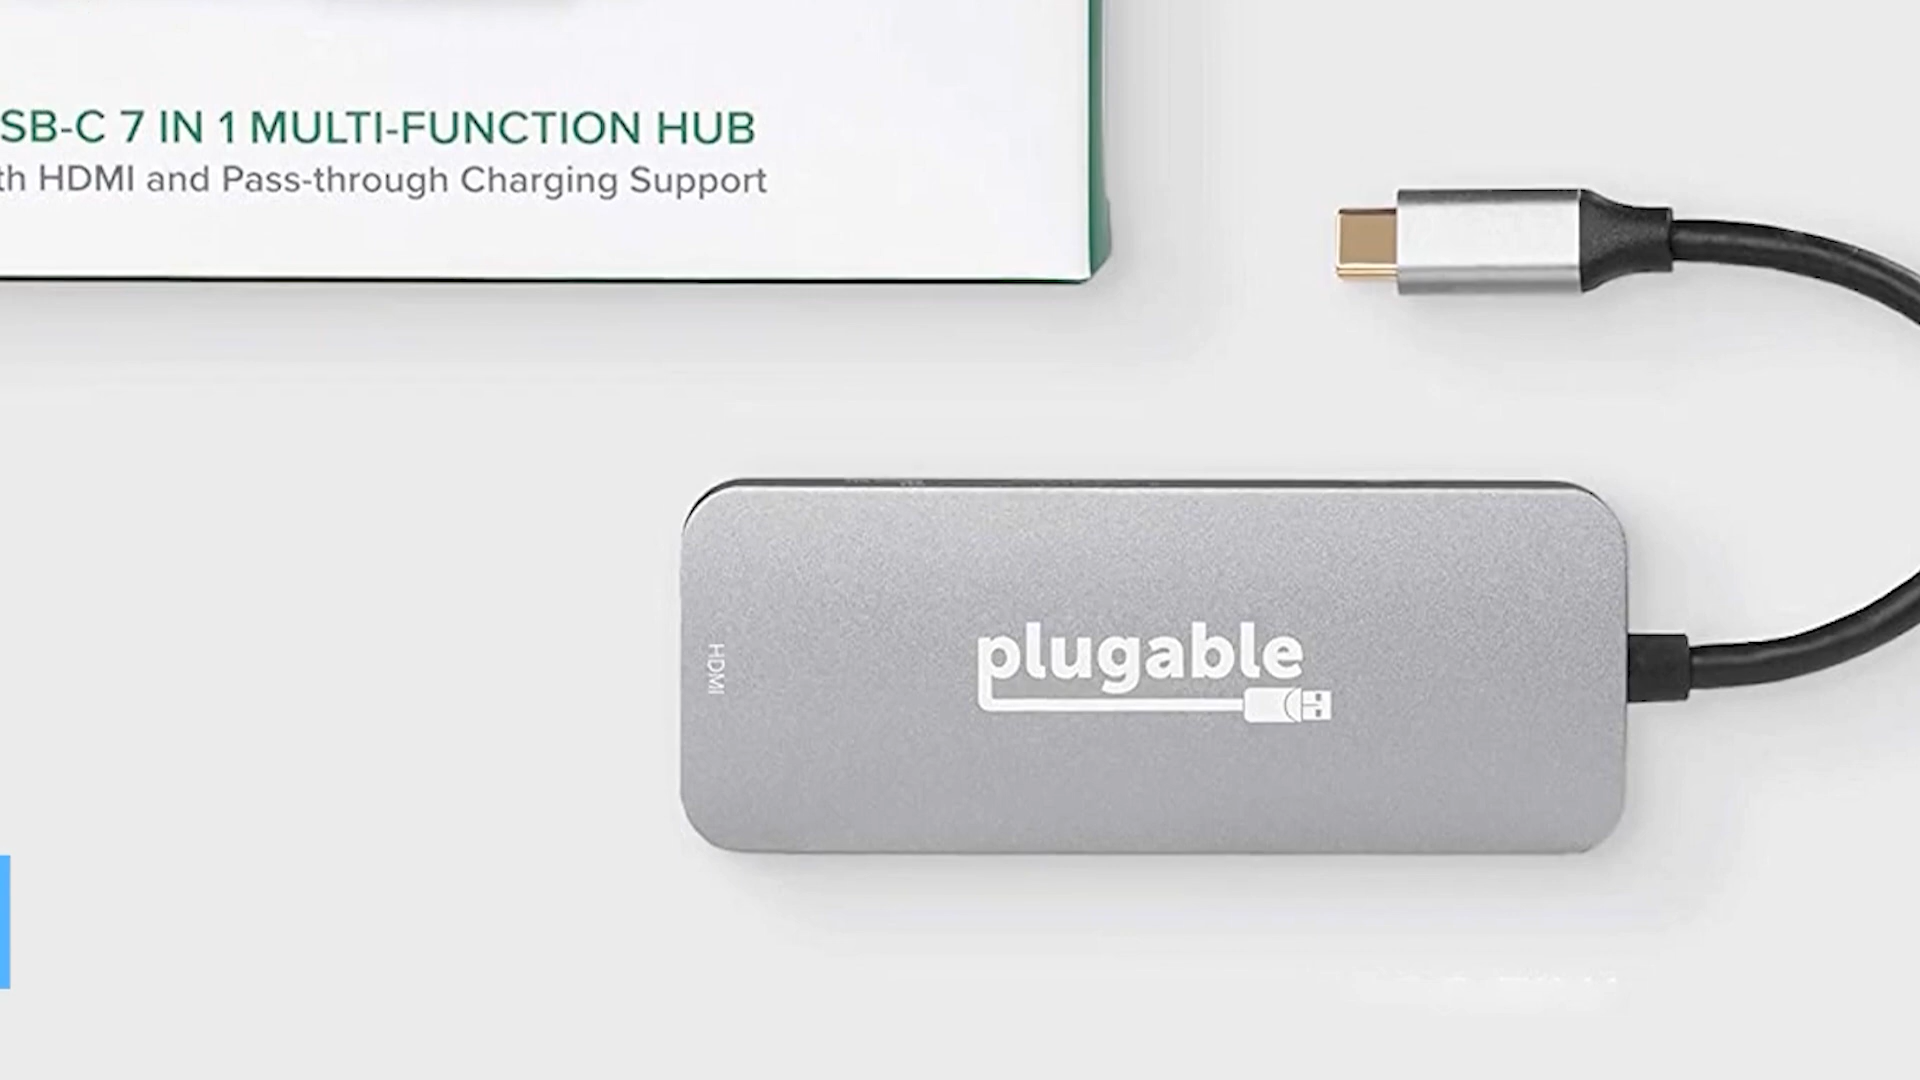 SB-C 7 IN 1 MULTI-FUNCTION HUB
th HDMI and Pass-through Charging Support
plugable
HDMI